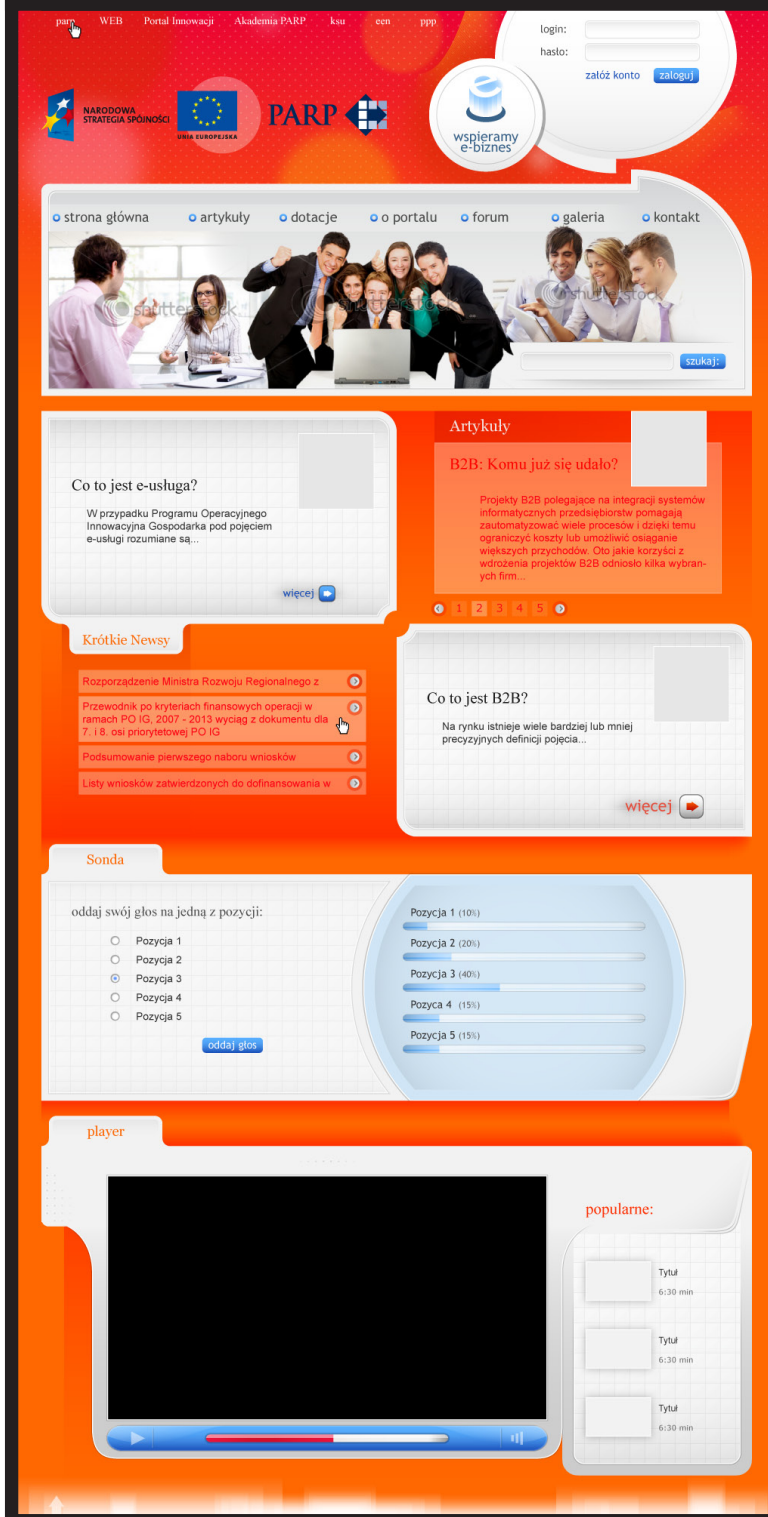 parp WEB Portal Innowacji Akademia PARP ksu een ppp
login:
hasło:
załóż konto zaloguj
NARODOWA
STRATEGIA SPÓJNOŚCI
UNIA EUROPEJSKA
PARP
wspieramy
e-biznes
strona główna artykuły dotacje o portalu forum galeria kontakt
shutterstock shutterstock shutterstock
szukaj:
Co to jest e-usługa?
W przypadku Programu Operacyjnego
Innowacyjna Gospodarka pod pojęciem
e-usługi rozumiane są...
więcej
Artykuły
B2B: Komu już się udało?
Projekty B2B polegające na integracji systemów
informatycznych przedsiębiorstw pomagają
zautomatyzować wiele procesów i dzięki temu
ograniczyć koszty lub umożliwić osiąganie
większych przychodów. Oto jakie korzyści z
wdrożenia projektów B2B odniosło kilka wybran-
ych firm...
1 2 3 4 5
Krótkie Newsy
Rozporządzenie Ministra Rozwoju Regionalnego z
Przewodnik po kryteriach finansowych operacji w
ramach PO IG, 2007 - 2013 wyciąg z dokumentu dla
7. i 8. osi priorytetowej PO IG
Podsumowanie pierwszego naboru wniosków
Listy wniosków zatwierdzonych do dofinansowania w
Co to jest B2B?
Na rynku istnieje wiele bardziej lub mniej
precyzyjnych definicji pojęcia...
więcej
Sonda
oddaj swój głos na jedną z pozycji:
Pozycja 1
Pozycja 2
Pozycja 3
Pozycja 4
Pozycja 5
oddaj głos
Pozycja 1 (10%)
Pozycja 2 (20%)
Pozycja 3 (40%)
Pozyca 4 (15%)
Pozycja 5 (15%)
player
popularne:
Tytuł
6:30 min
Tytuł
6:30 min
Tytuł
6:30 min